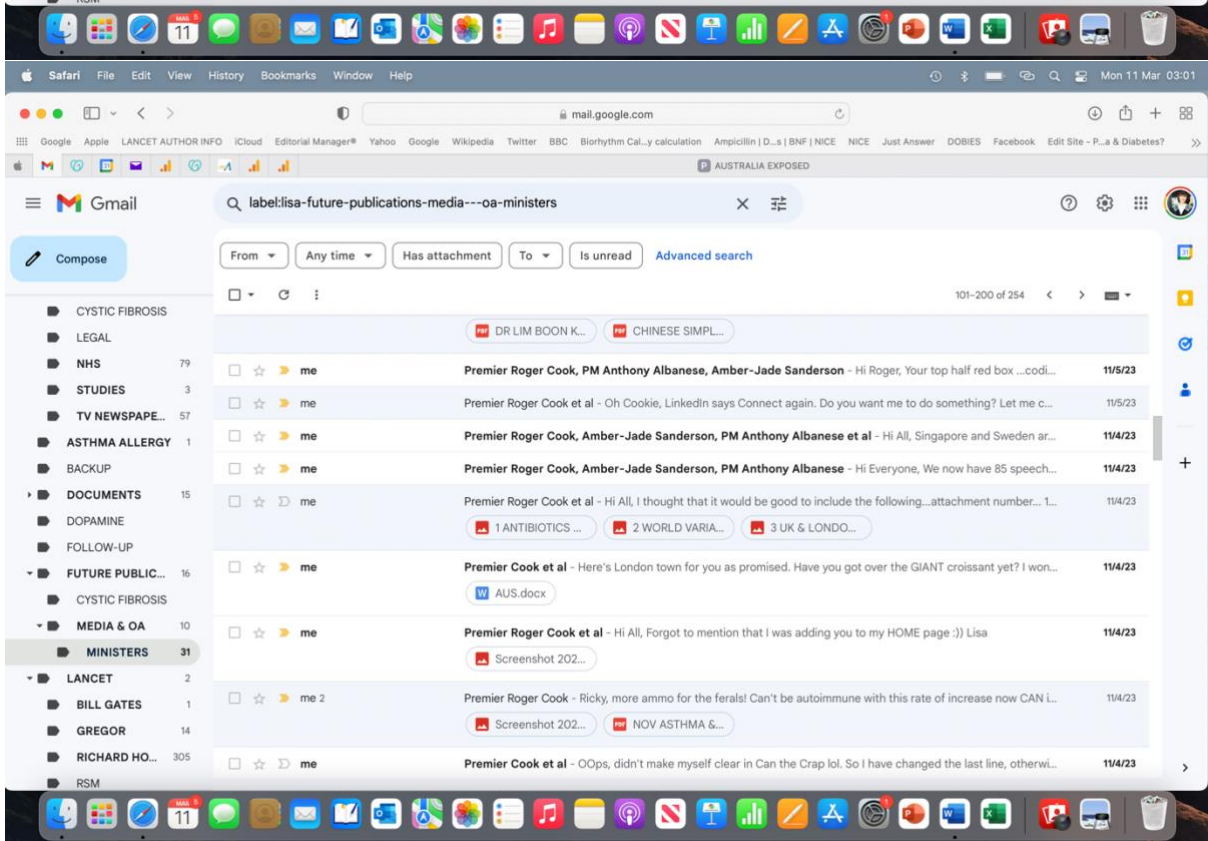 RSM
MAR
11
Safari File Edit View History Bookmarks Window Help Mon 11 Mar 03:01
mail.google.com
Google Apple LANCET AUTHOR INFO iCloud Editorial Manager® Yahoo Google Wikipedia Twitter BBC Biorhythm Cal...y calculation Ampicillin | D...s | BNF | NICE NICE Just Answer DOBIES Facebook Edit Site - P...a & Diabetes?
AUSTRALIA EXPOSED
Gmail
label:lisa-future-publications-media---oa-ministers
Compose
From Any time Has attachment To Is unread Advanced search
101–200 of 254
CYSTIC FIBROSIS
LEGAL
NHS 79
STUDIES 3
TV NEWSPAPE... 57
ASTHMA ALLERGY 1
BACKUP
DOCUMENTS 15
DOPAMINE
FOLLOW-UP
FUTURE PUBLIC... 16
CYSTIC FIBROSIS
MEDIA & OA 10
MINISTERS 31
LANCET 2
BILL GATES 1
GREGOR 14
RICHARD HO... 305
RSM
PDF DR LIM BOON K... PDF CHINESE SIMPL...
me Premier Roger Cook, PM Anthony Albanese, Amber-Jade Sanderson - Hi Roger, Your top half red box ...codi... 11/5/23
me Premier Roger Cook et al - Oh Cookie, LinkedIn says Connect again. Do you want me to do something? Let me c... 11/5/23
me Premier Roger Cook, Amber-Jade Sanderson, PM Anthony Albanese et al - Hi All, Singapore and Sweden ar... 11/4/23
me Premier Roger Cook, Amber-Jade Sanderson, PM Anthony Albanese - Hi Everyone, We now have 85 speech... 11/4/23
me Premier Roger Cook et al - Hi All, I thought that it would be good to include the following...attachment number... 1... 11/4/23
1 ANTIBIOTICS ... 2 WORLD VARIA... 3 UK & LONDO...
me Premier Cook et al - Here's London town for you as promised. Have you got over the GIANT croissant yet? I won... 11/4/23
W AUS.docx
me Premier Roger Cook et al - Hi All, Forgot to mention that I was adding you to my HOME page :)) Lisa 11/4/23
Screenshot 202...
me 2 Premier Roger Cook - Ricky, more ammo for the ferals! Can't be autoimmune with this rate of increase now CAN i... 11/4/23
Screenshot 202... PDF NOV ASTHMA &...
me Premier Cook et al - OOps, didn't make myself clear in Can the Crap lol. So I have changed the last line, otherwi... 11/4/23
MAR
11